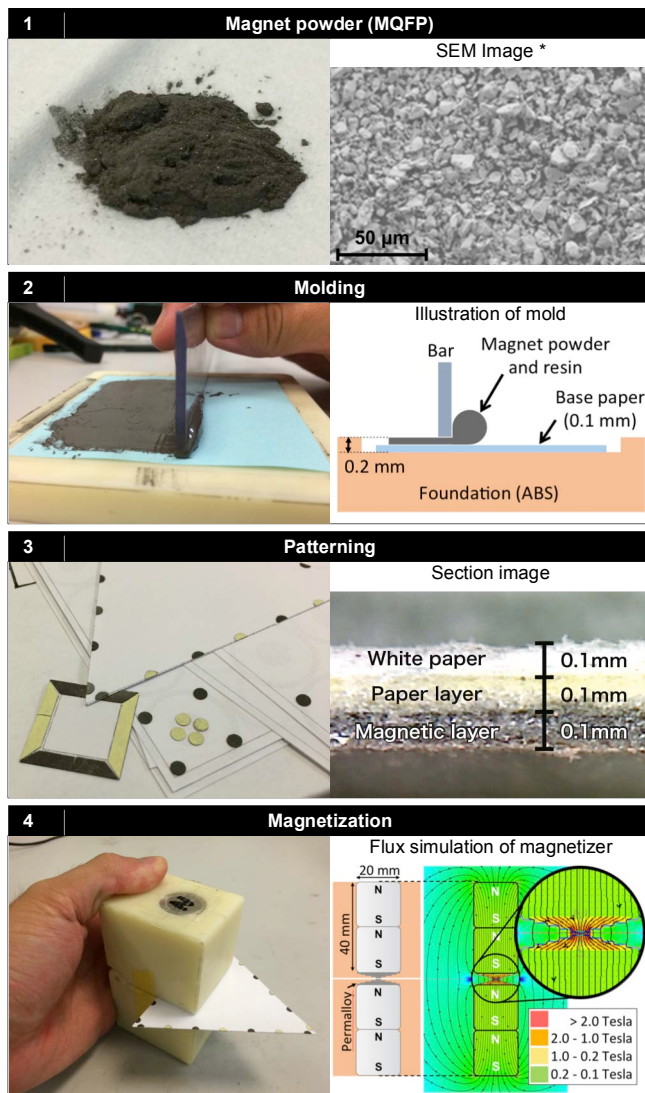 1 Magnet powder (MQFP)
SEM Image *
50 µm
2 Molding
Illustration of mold
Bar
Magnet powder
and resin
Base paper
(0.1 mm)
0.2 mm
Foundation (ABS)
3 Patterning
Section image
White paper 0.1mm
Paper layer 0.1mm
Magnetic layer 0.1mm
4 Magnetization
Flux simulation of magnetizer
20 mm
40 mm
N
S
N
S
Permalloy
N
S
N
S
N
S
N
S
N
S
N
S
> 2.0 Tesla
2.0 - 1.0 Tesla
1.0 - 0.2 Tesla
0.2 - 0.1 Tesla